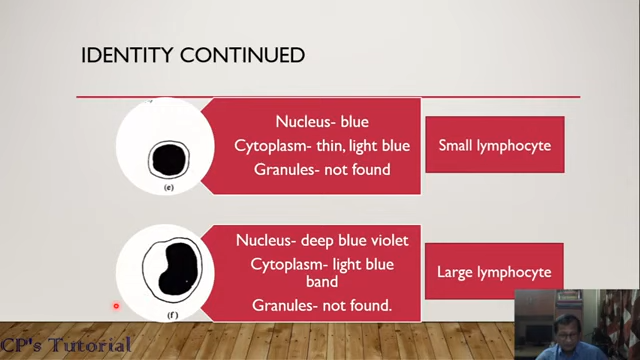 IDENTITY CONTINUED
Nucleus- blue
Cytoplasm- thin, light blue
Granules- not found
Small lymphocyte
(e)
Nucleus- deep blue violet
Cytoplasm- light blue
band
Granules- not found.
Large lymphocyte
(f)
CP's Tutorial